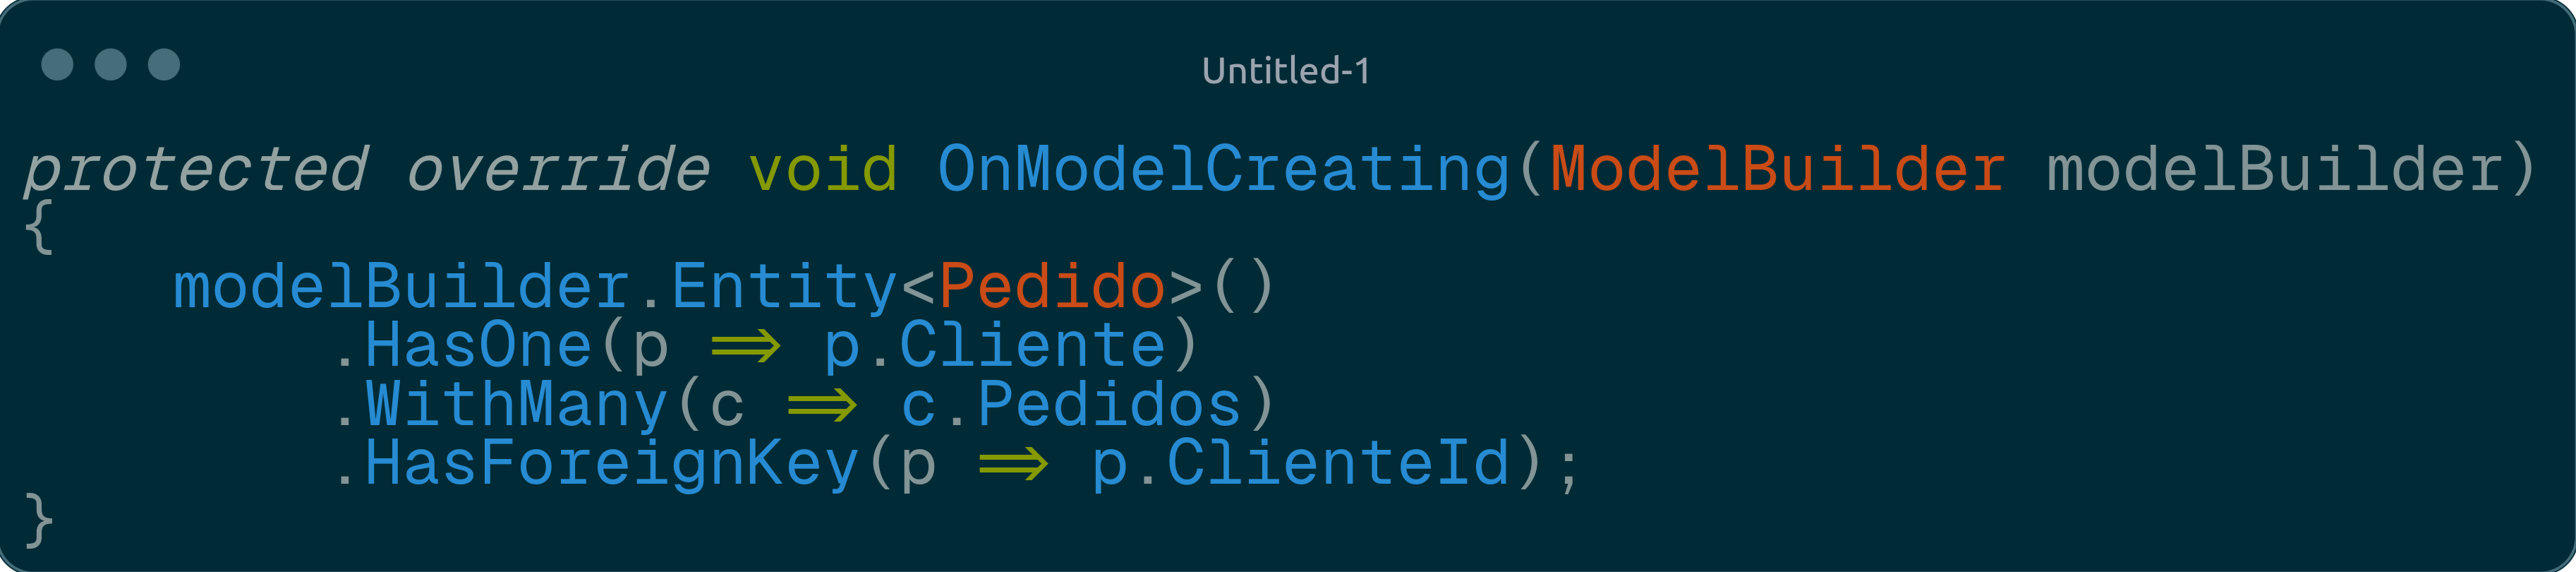 Untitled-1
protected override void OnModelCreating(ModelBuilder modelBuilder)
{
    modelBuilder.Entity<Pedido>()
        .HasOne(p => p.Cliente)
        .WithMany(c => c.Pedidos)
        .HasForeignKey(p => p.ClienteId);
}